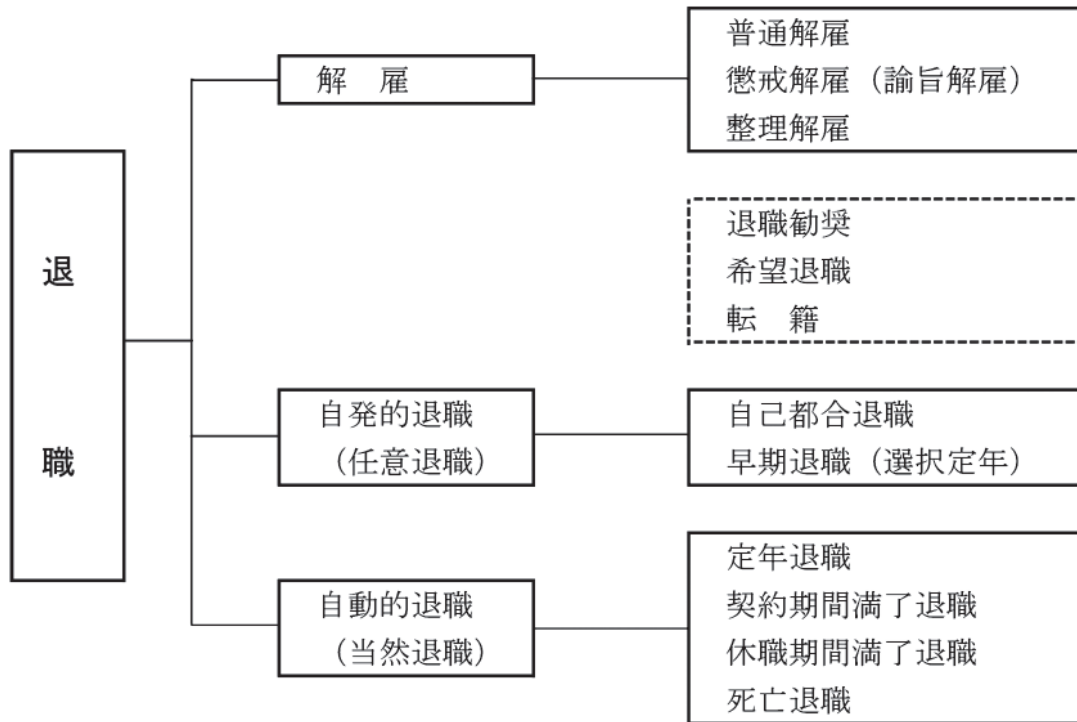 退職
解　雇
普通解雇
懲戒解雇（諭旨解雇）
整理解雇
退職勧奨
希望退職
転　籍
自発的退職
（任意退職）
自己都合退職
早期退職（選択定年）
自動的退職
（当然退職）
定年退職
契約期間満了退職
休職期間満了退職
死亡退職